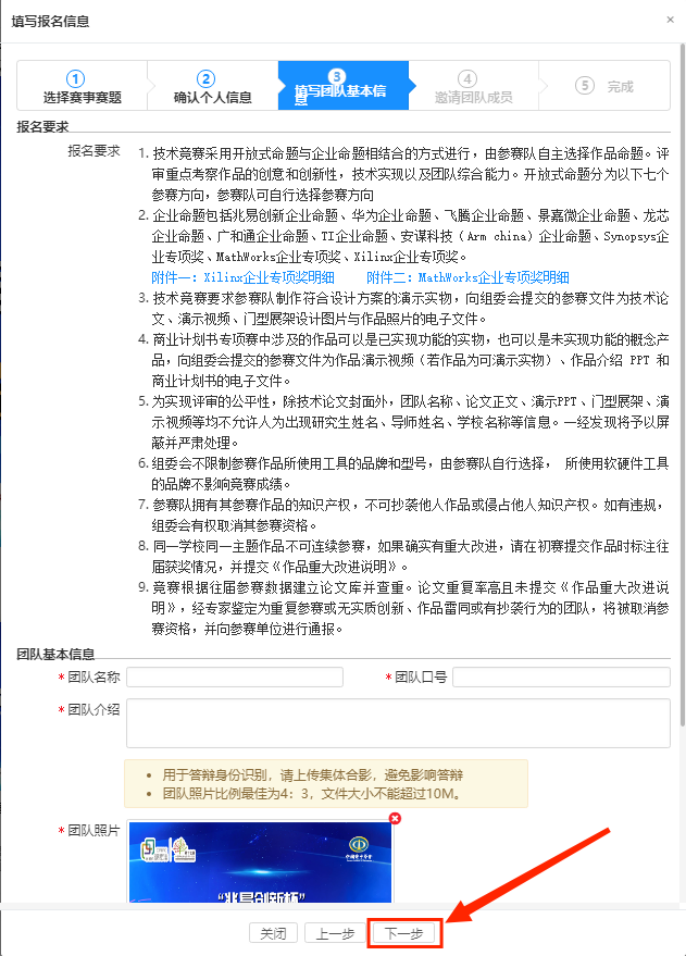 填写报名信息
×
1
选择赛事赛题
2
确认个人信息
3
填写团队基本信
息
4
邀请团队成员
5 完成
报名要求
报名要求
1. 技术竞赛采用开放式命题与企业命题相结合的方式进行，由参赛队自主选择作品命题。评
审重点考察作品的创意和创新性，技术实现以及团队综合能力。开放式命题分为以下七个
参赛方向，参赛队可自行选择参赛方向
2. 企业命题包括兆易创新企业命题、华为企业命题、飞腾企业命题、景嘉微企业命题、龙芯
企业命题、广和通企业命题、TI企业命题、安谋科技（Arm china）企业命题、Synopsys企
业专项奖、MathWorks企业专项奖、Xilinx企业专项奖。
附件一：Xilinx企业专项奖明细 附件二：MathWorks企业专项奖明细
3. 技术竞赛要求参赛队制作符合设计方案的演示实物，向组委会提交的参赛文件为技术论
文、演示视频、门型展架设计图片与作品照片的电子文件。
4. 商业计划书专项赛中涉及的作品可以是已实现功能的实物，也可以是未实现功能的概念产
品，向组委会提交的参赛文件为作品演示视频（若作品为可演示实物）、作品介绍 PPT 和
商业计划书的电子文件。
5. 为实现评审的公平性，除技术论文封面外，团队名称、论文正文、演示PPT、门型展架、演
示视频等均不允许人为出现研究生姓名、导师姓名、学校名称等信息。一经发现将予以屏
蔽并严肃处理。
6. 组委会不限制参赛作品所使用工具的品牌和型号，由参赛队自行选择， 所使用软硬件工具
的品牌不影响竞赛成绩。
7. 参赛队拥有其参赛作品的知识产权，不可抄袭他人作品或侵占他人知识产权。如有违规，
组委会有权取消其参赛资格。
8. 同一学校同一主题作品不可连续参赛，如果确实有重大改进，请在初赛提交作品时标注往
届获奖情况，并提交《作品重大改进说明》。
9. 竞赛根据往届参赛数据建立论文库并查重。论文重复率高且未提交《作品重大改进说
明》，经专家鉴定为重复参赛或无实质创新、作品雷同或有抄袭行为的团队，将被取消参
赛资格，并向参赛单位进行通报。
团队基本信息
*团队名称 *团队口号
*团队介绍
• 用于答辩身份识别，请上传集体合影，避免影响答辩
• 团队照片比例最佳为4：3，文件大小不能超过10M。
*团队照片
“兆易创新杯”
关闭 上一步 下一步